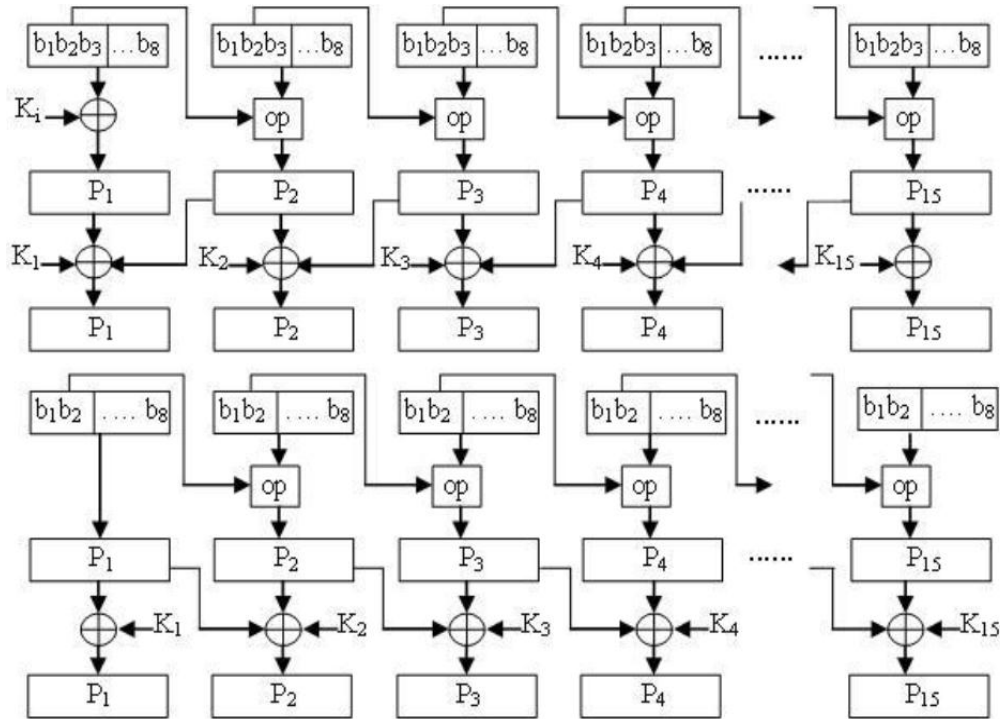 b₁b₂b₃ ...b₈ b₁b₂b₃ ...b₈ b₁b₂b₃ ...b₈ b₁b₂b₃ ...b₈ ...... b₁b₂b₃ ...b₈
Kᵢ op op op op
P₁ P₂ P₃ P₄ ...... P₁₅
K₁ K₂ K₃ K₄ K₁₅
P₁ P₂ P₃ P₄ P₁₅
b₁b₂ .... b₈ b₁b₂ .... b₈ b₁b₂ .... b₈ b₁b₂ .... b₈ ...... b₁b₂ .... b₈
op op op op
P₁ P₂ P₃ P₄ ...... P₁₅
K₁ K₂ K₃ K₄ K₁₅
P₁ P₂ P₃ P₄ P₁₅